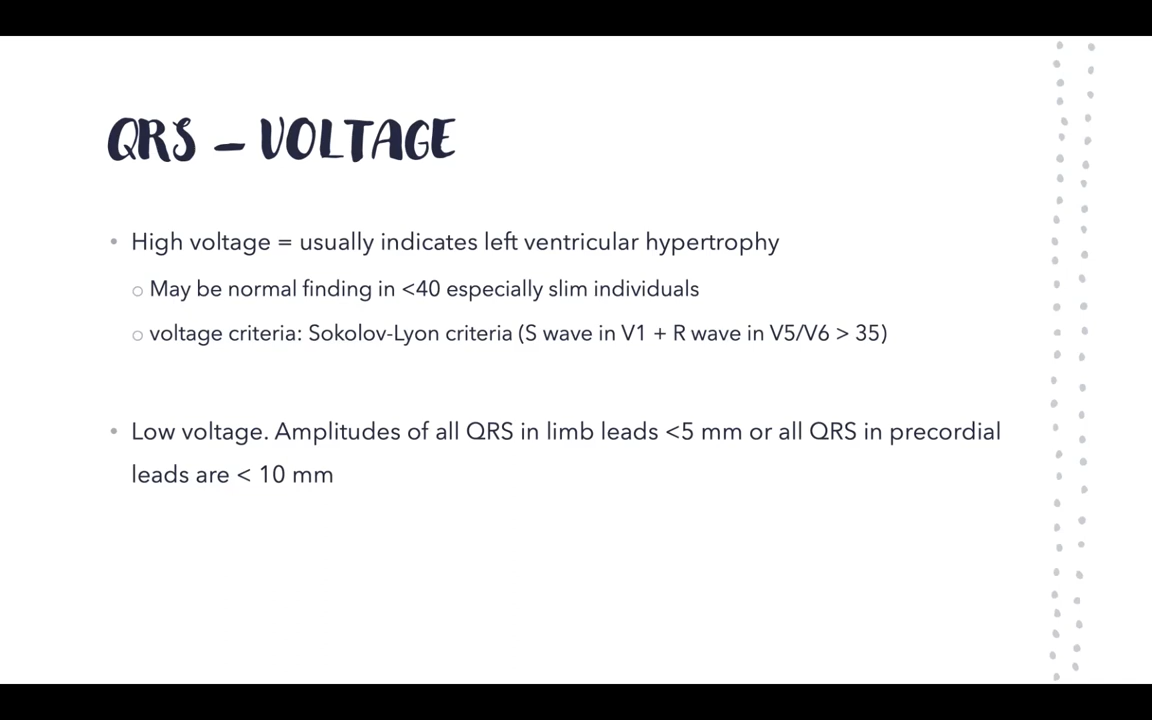 QRS – VOLTAGE
• High voltage = usually indicates left ventricular hypertrophy
○ May be normal finding in <40 especially slim individuals
○ voltage criteria: Sokolov-Lyon criteria (S wave in V1 + R wave in V5/V6 > 35)
• Low voltage. Amplitudes of all QRS in limb leads <5 mm or all QRS in precordial
leads are < 10 mm